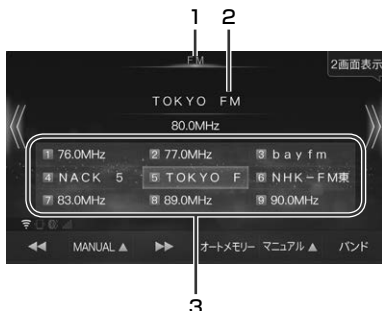 1 2
FM
2画面表示
TOKYO FM
80.0MHz
1 76.0MHz 2 77.0MHz 3 bayfm
4 NACK 5 5 TOKYO F 6 NHK-FM東
7 83.0MHz 8 89.0MHz 9 90.0MHz
◀◀ MANUAL ▲ ▶▶ オートメモリー マニュアル ▲ バンド
3